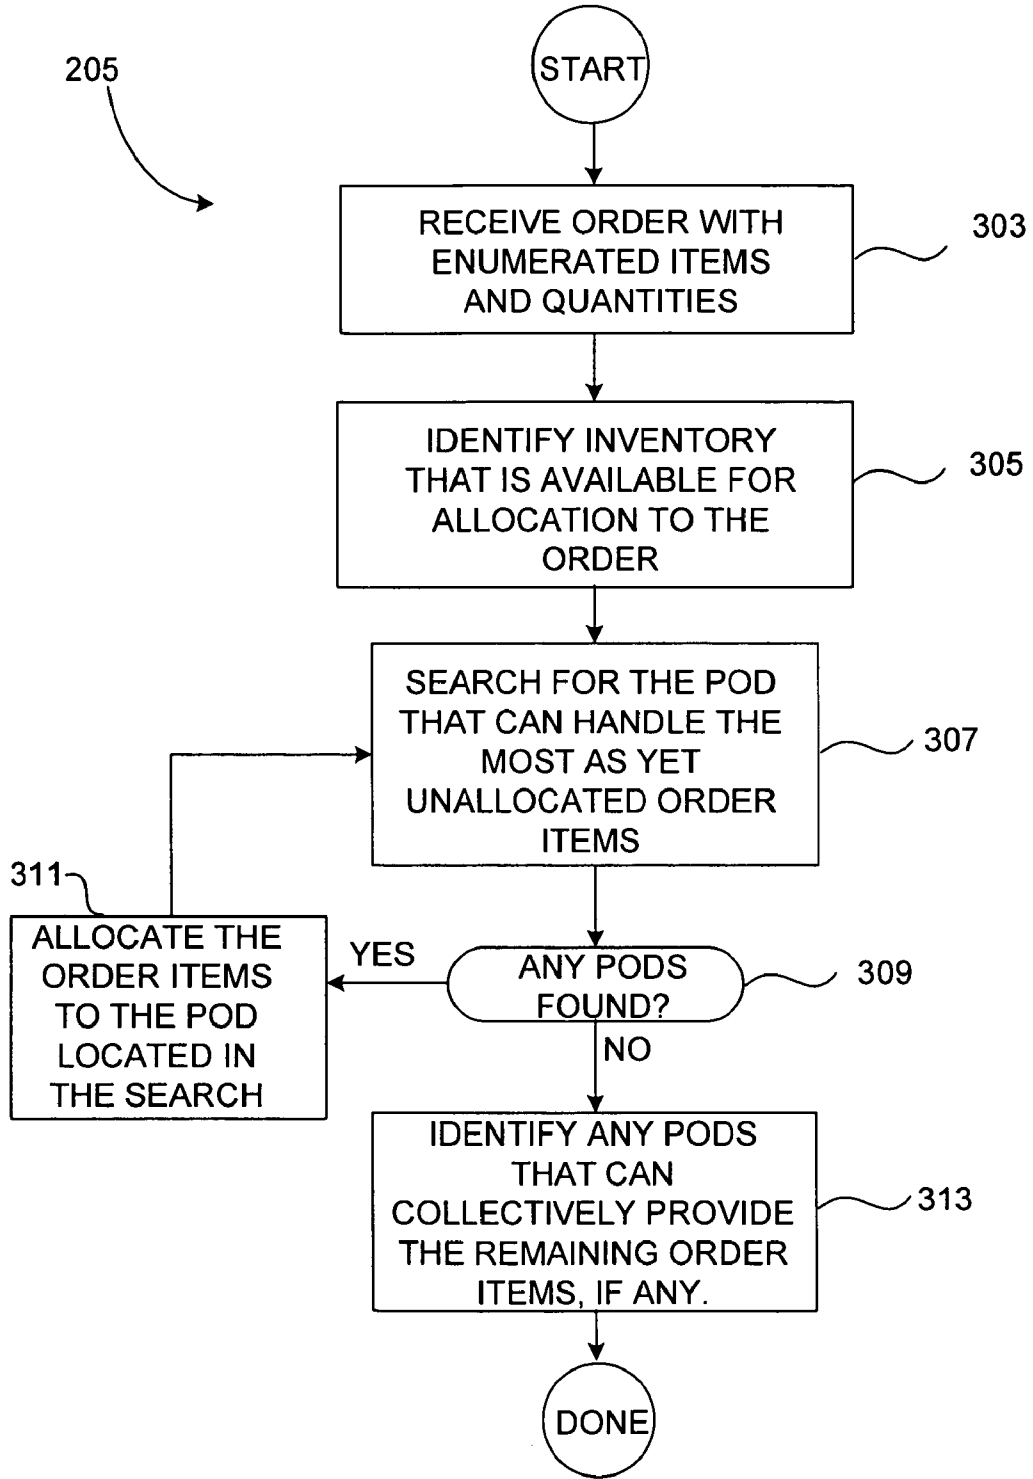 START
205
RECEIVE ORDER WITH
ENUMERATED ITEMS
AND QUANTITIES
303
IDENTIFY INVENTORY
THAT IS AVAILABLE FOR
ALLOCATION TO THE
ORDER
305
SEARCH FOR THE POD
THAT CAN HANDLE THE
MOST AS YET
UNALLOCATED ORDER
ITEMS
307
311
ALLOCATE THE
ORDER ITEMS
TO THE POD
LOCATED IN
THE SEARCH
YES
ANY PODS
FOUND?
309
NO
IDENTIFY ANY PODS
THAT CAN
COLLECTIVELY PROVIDE
THE REMAINING ORDER
ITEMS, IF ANY.
313
DONE